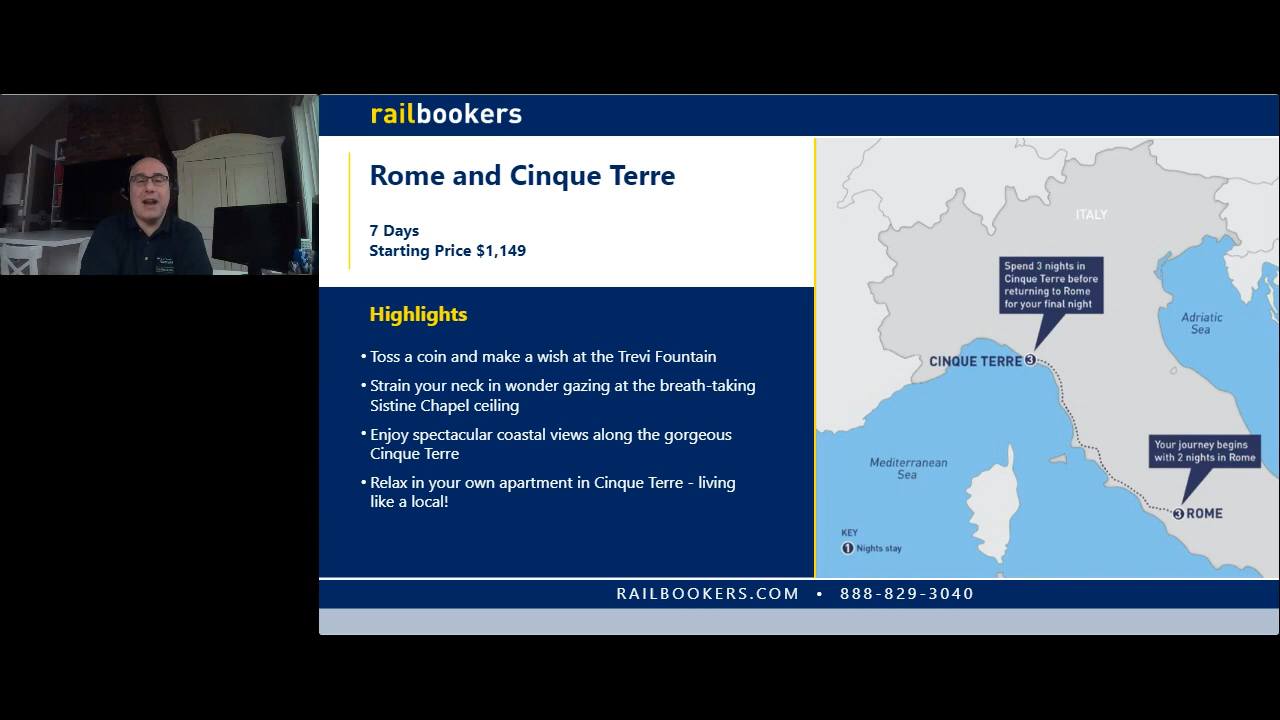 railbookers
Rome and Cinque Terre
7 Days
Starting Price $1,149
Highlights
• Toss a coin and make a wish at the Trevi Fountain
• Strain your neck in wonder gazing at the breath-taking
Sistine Chapel ceiling
• Enjoy spectacular coastal views along the gorgeous
Cinque Terre
• Relax in your own apartment in Cinque Terre - living
like a local!
ITALY
Spend 3 nights in
Cinque Terre before
returning to Rome
for your final night
Adriatic
Sea
CINQUE TERRE 3
Your journey begins
with 2 nights in Rome
Mediterranean
Sea
3 ROME
KEY
1 Nights stay
RAILBOOKERS.COM • 888-829-3040